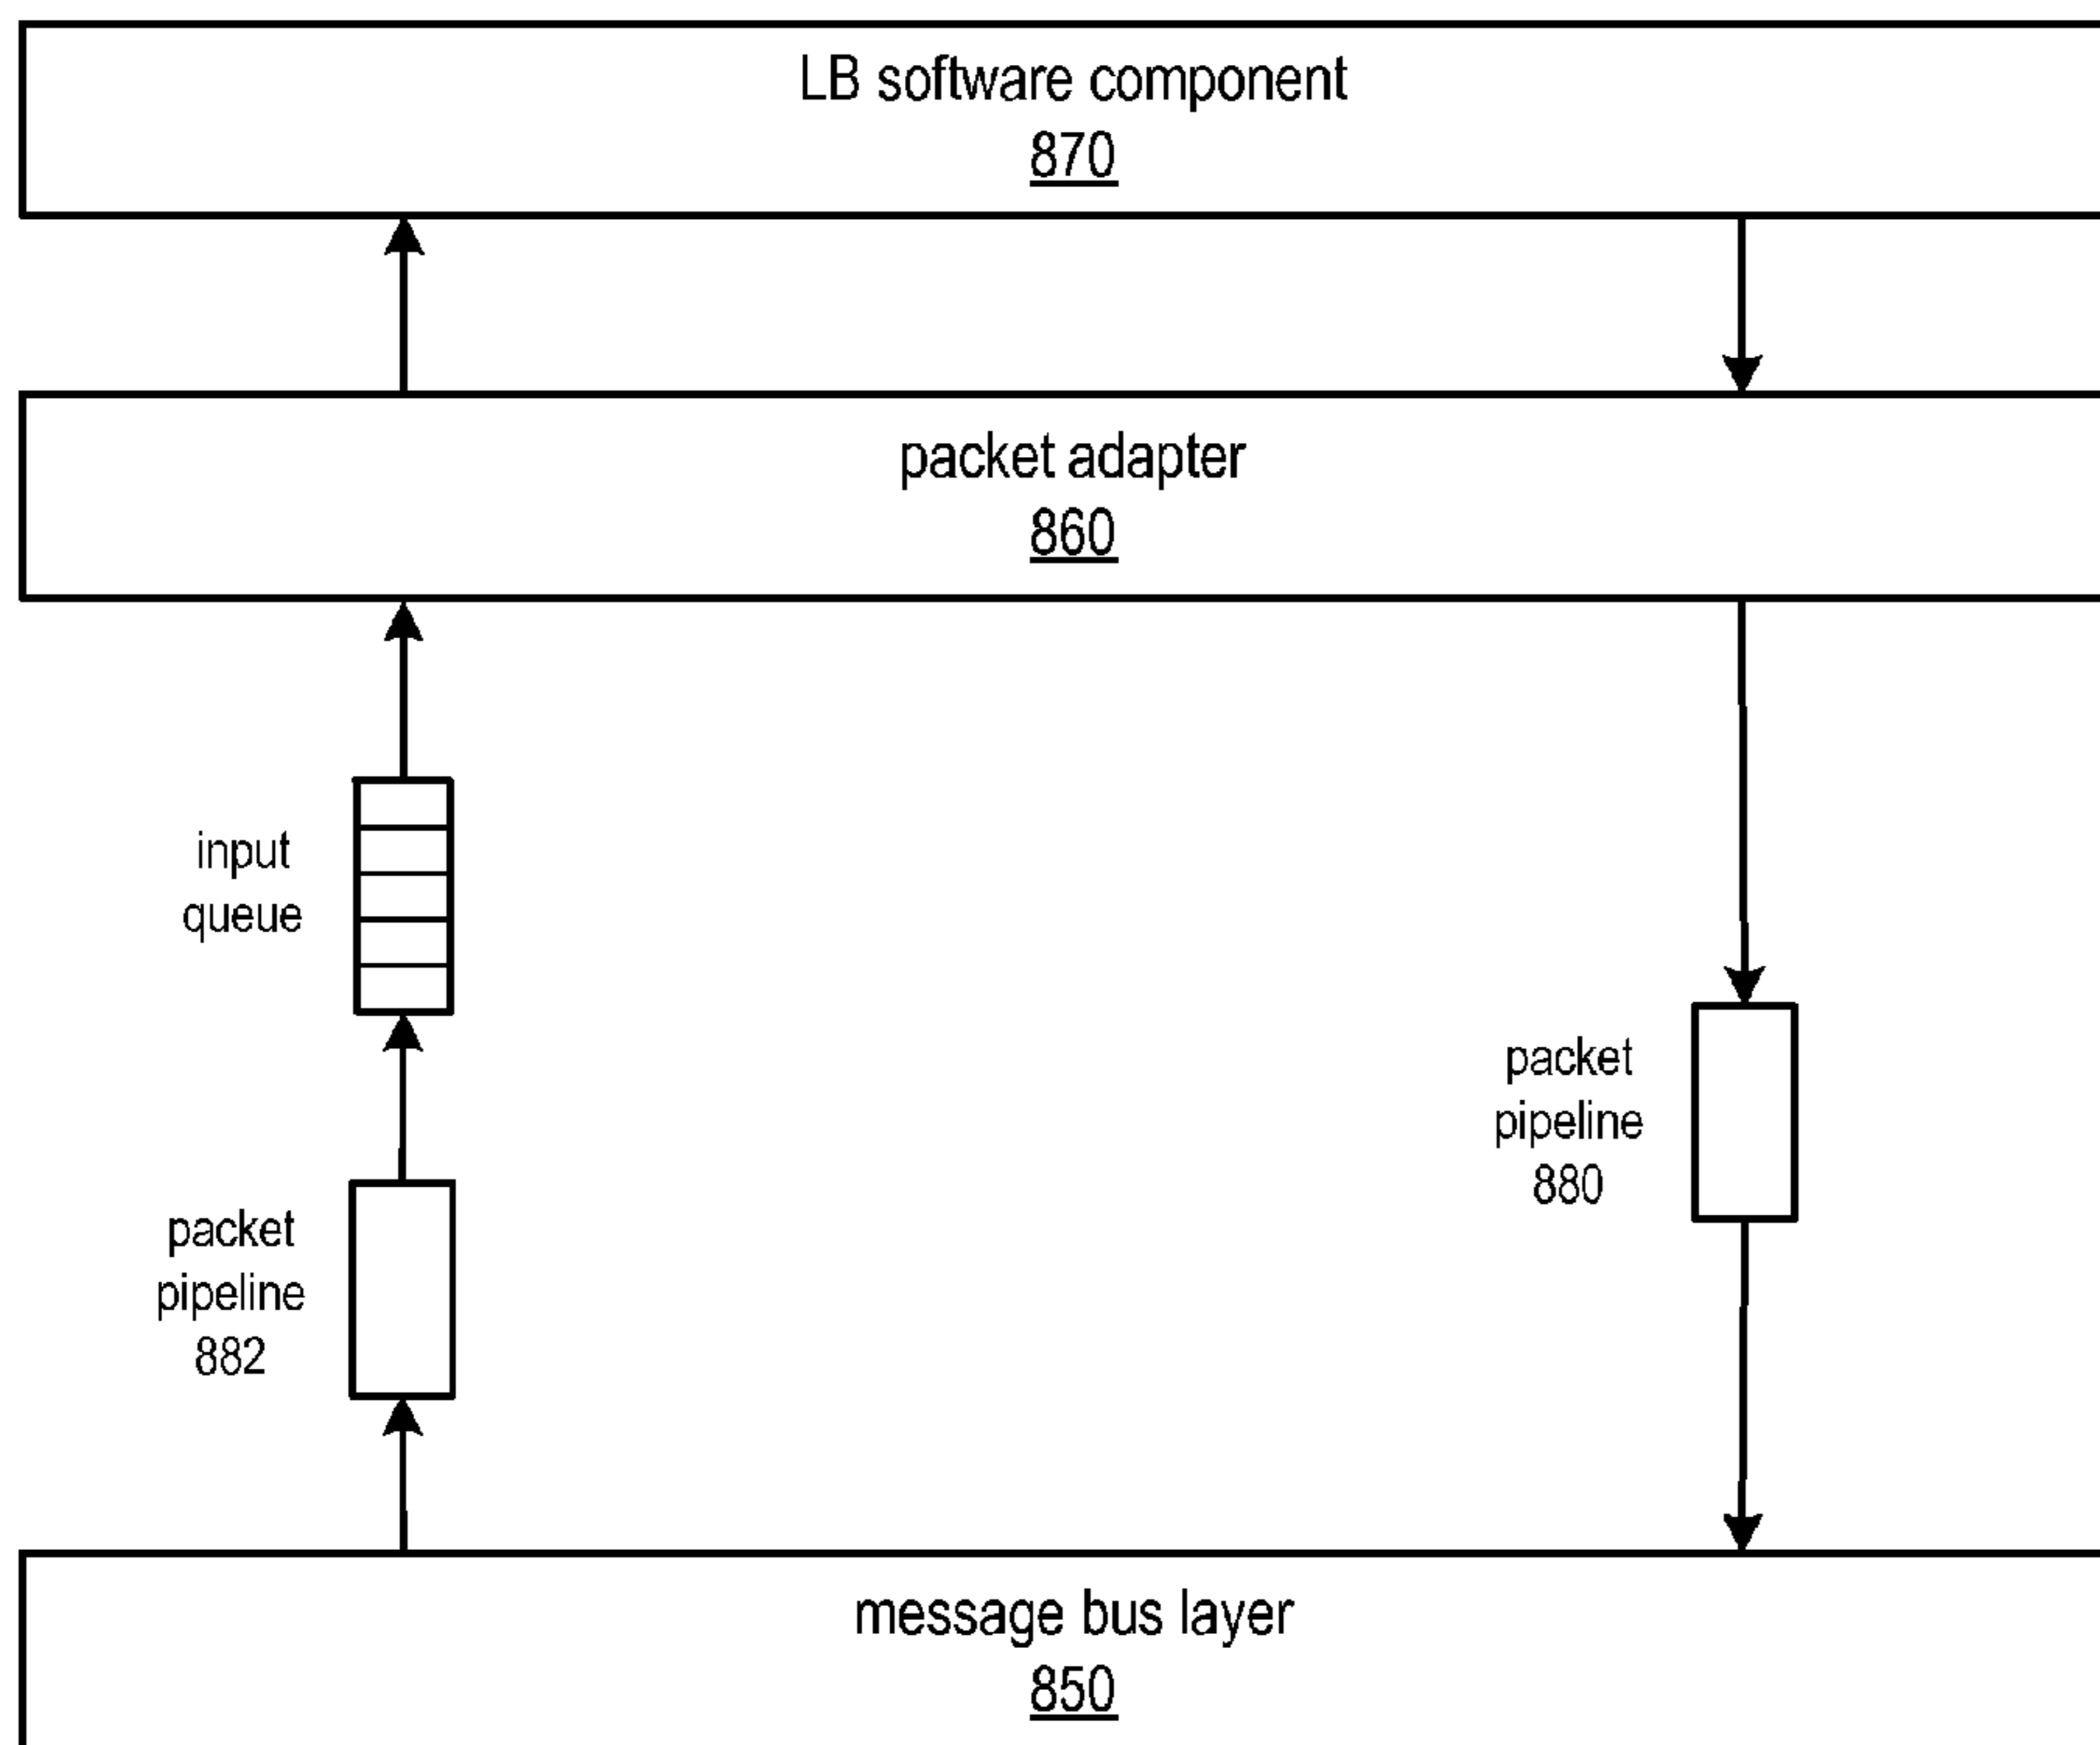 LB software component
870
packet adapter
860
input
queue
packet
pipeline
880
packet
pipeline
882
message bus layer
850